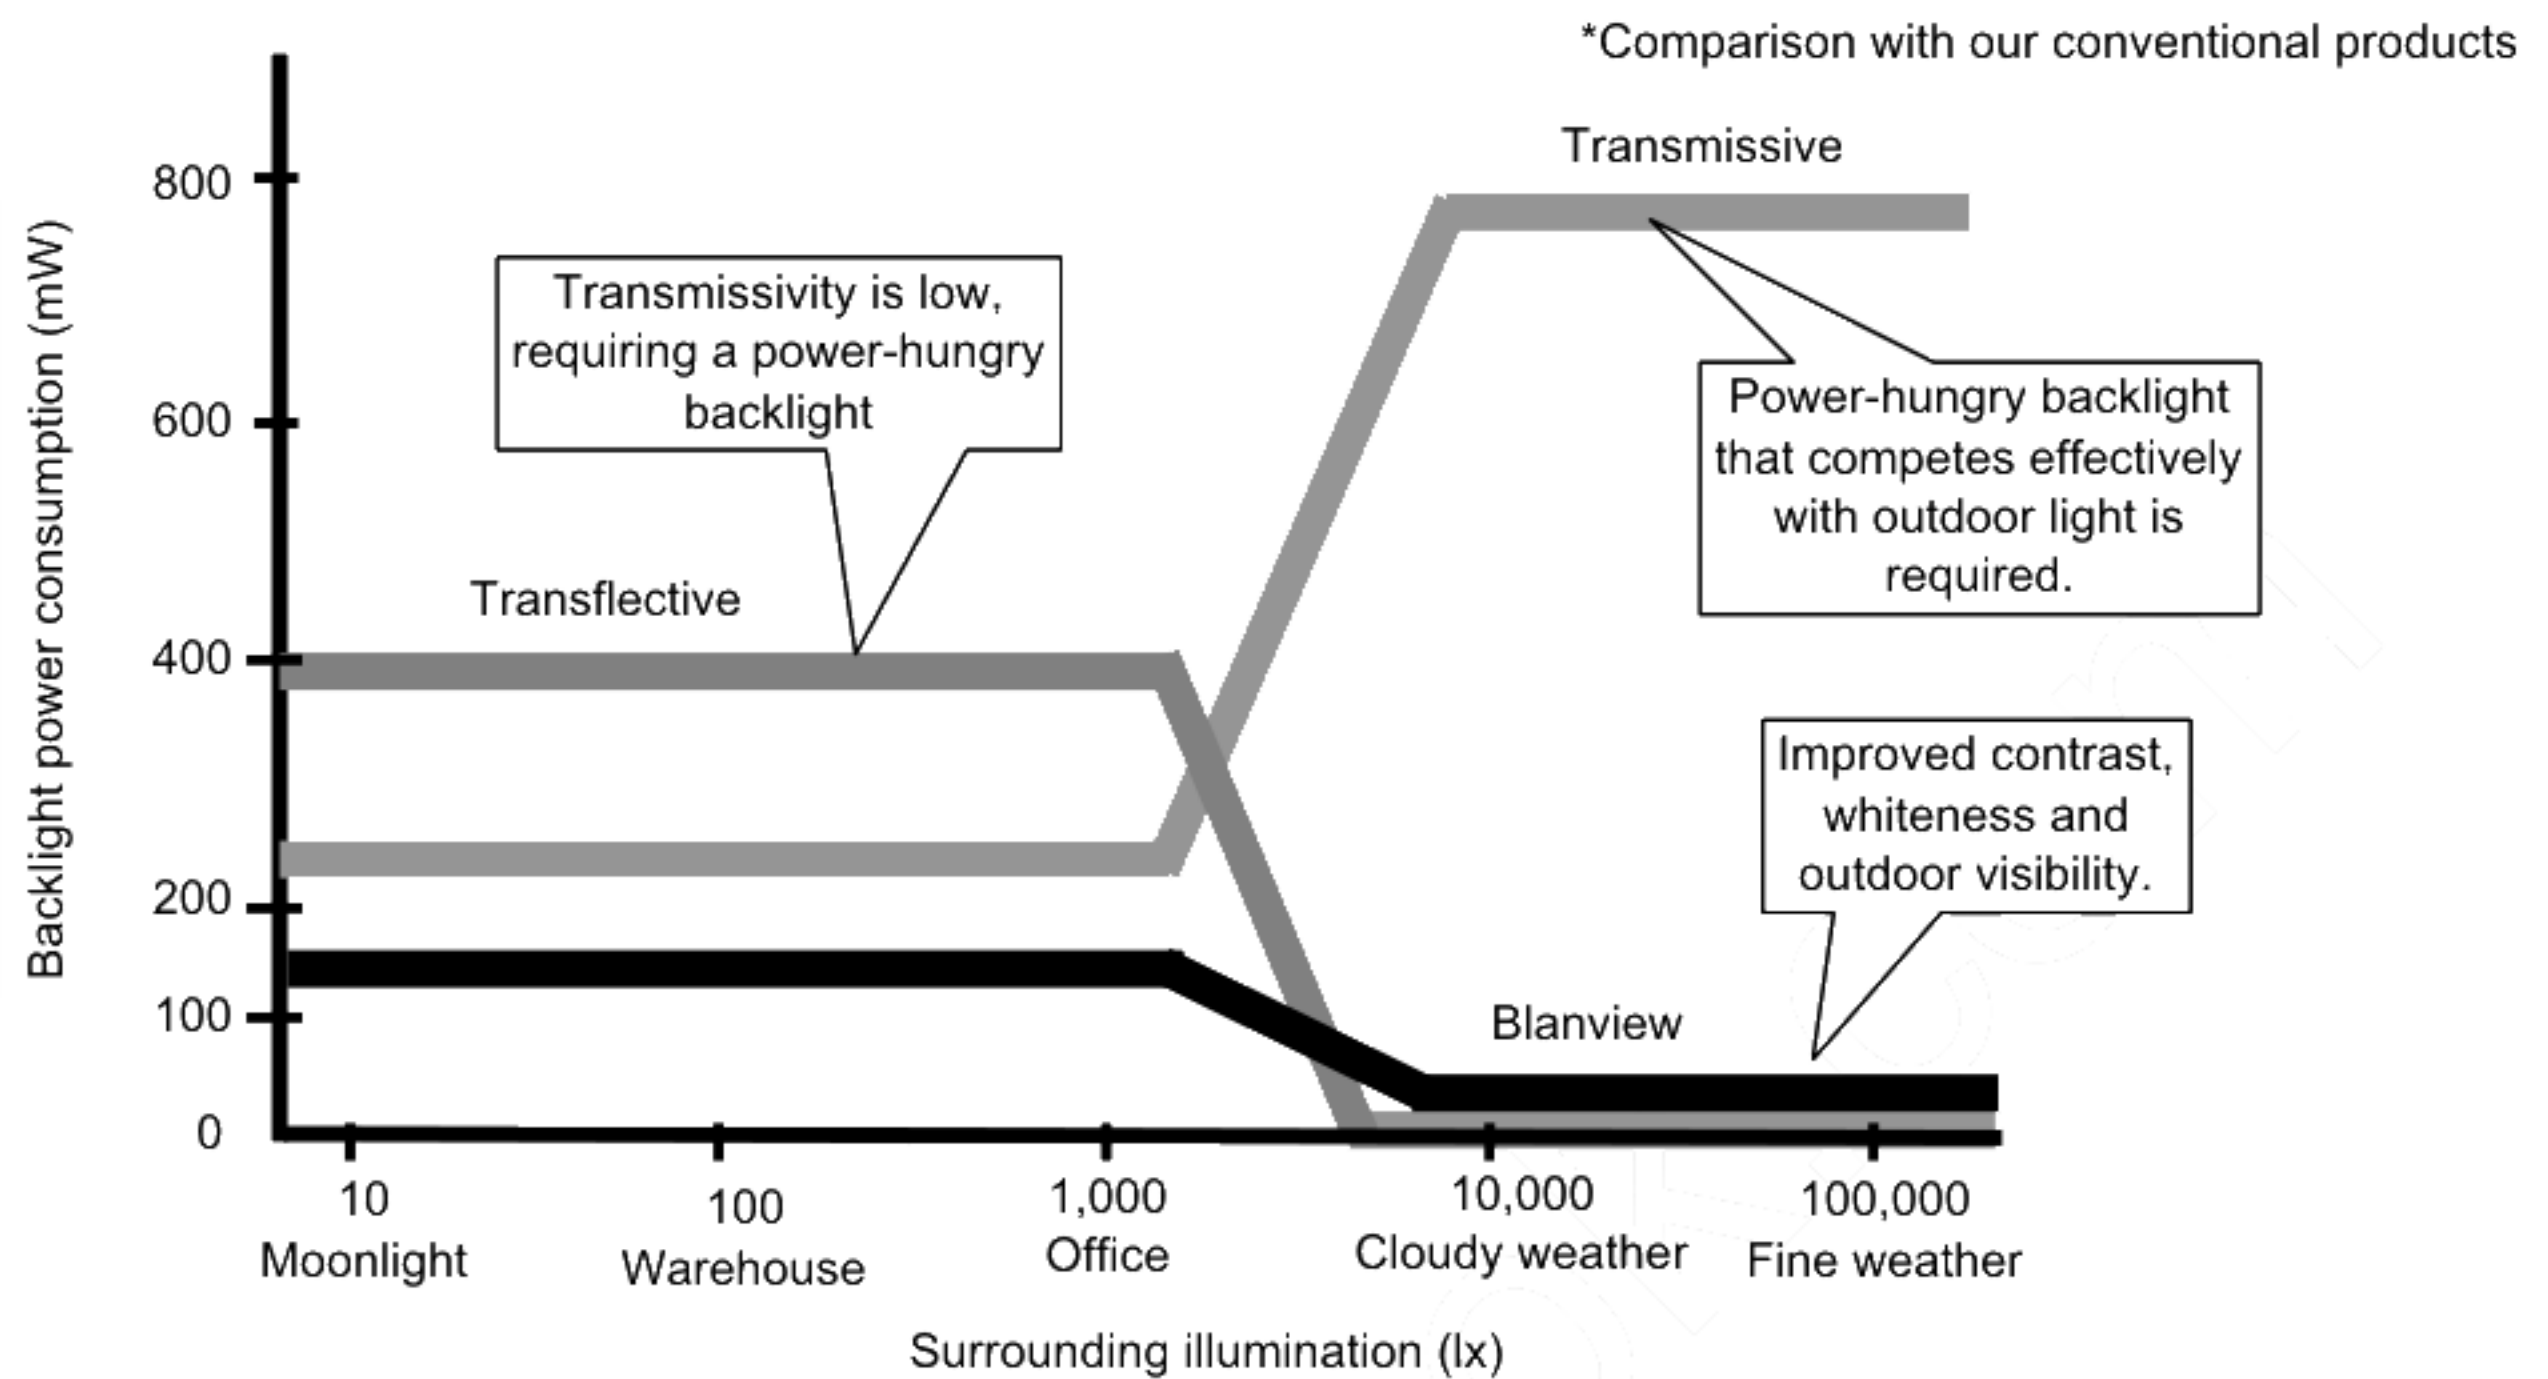 *Comparison with our conventional products
Transmissive
800
Transmissivity is low,
requiring a power-hungry
backlight
Power-hungry backlight
that competes effectively
with outdoor light is
required.
600
Transflective
400
Backlight power consumption (mW)
Improved contrast,
whiteness and
outdoor visibility.
200
100
Blanview
0
10
100
1,000
10,000
100,000
Moonlight
Warehouse
Office
Cloudy weather
Fine weather
Surrounding illumination (lx)